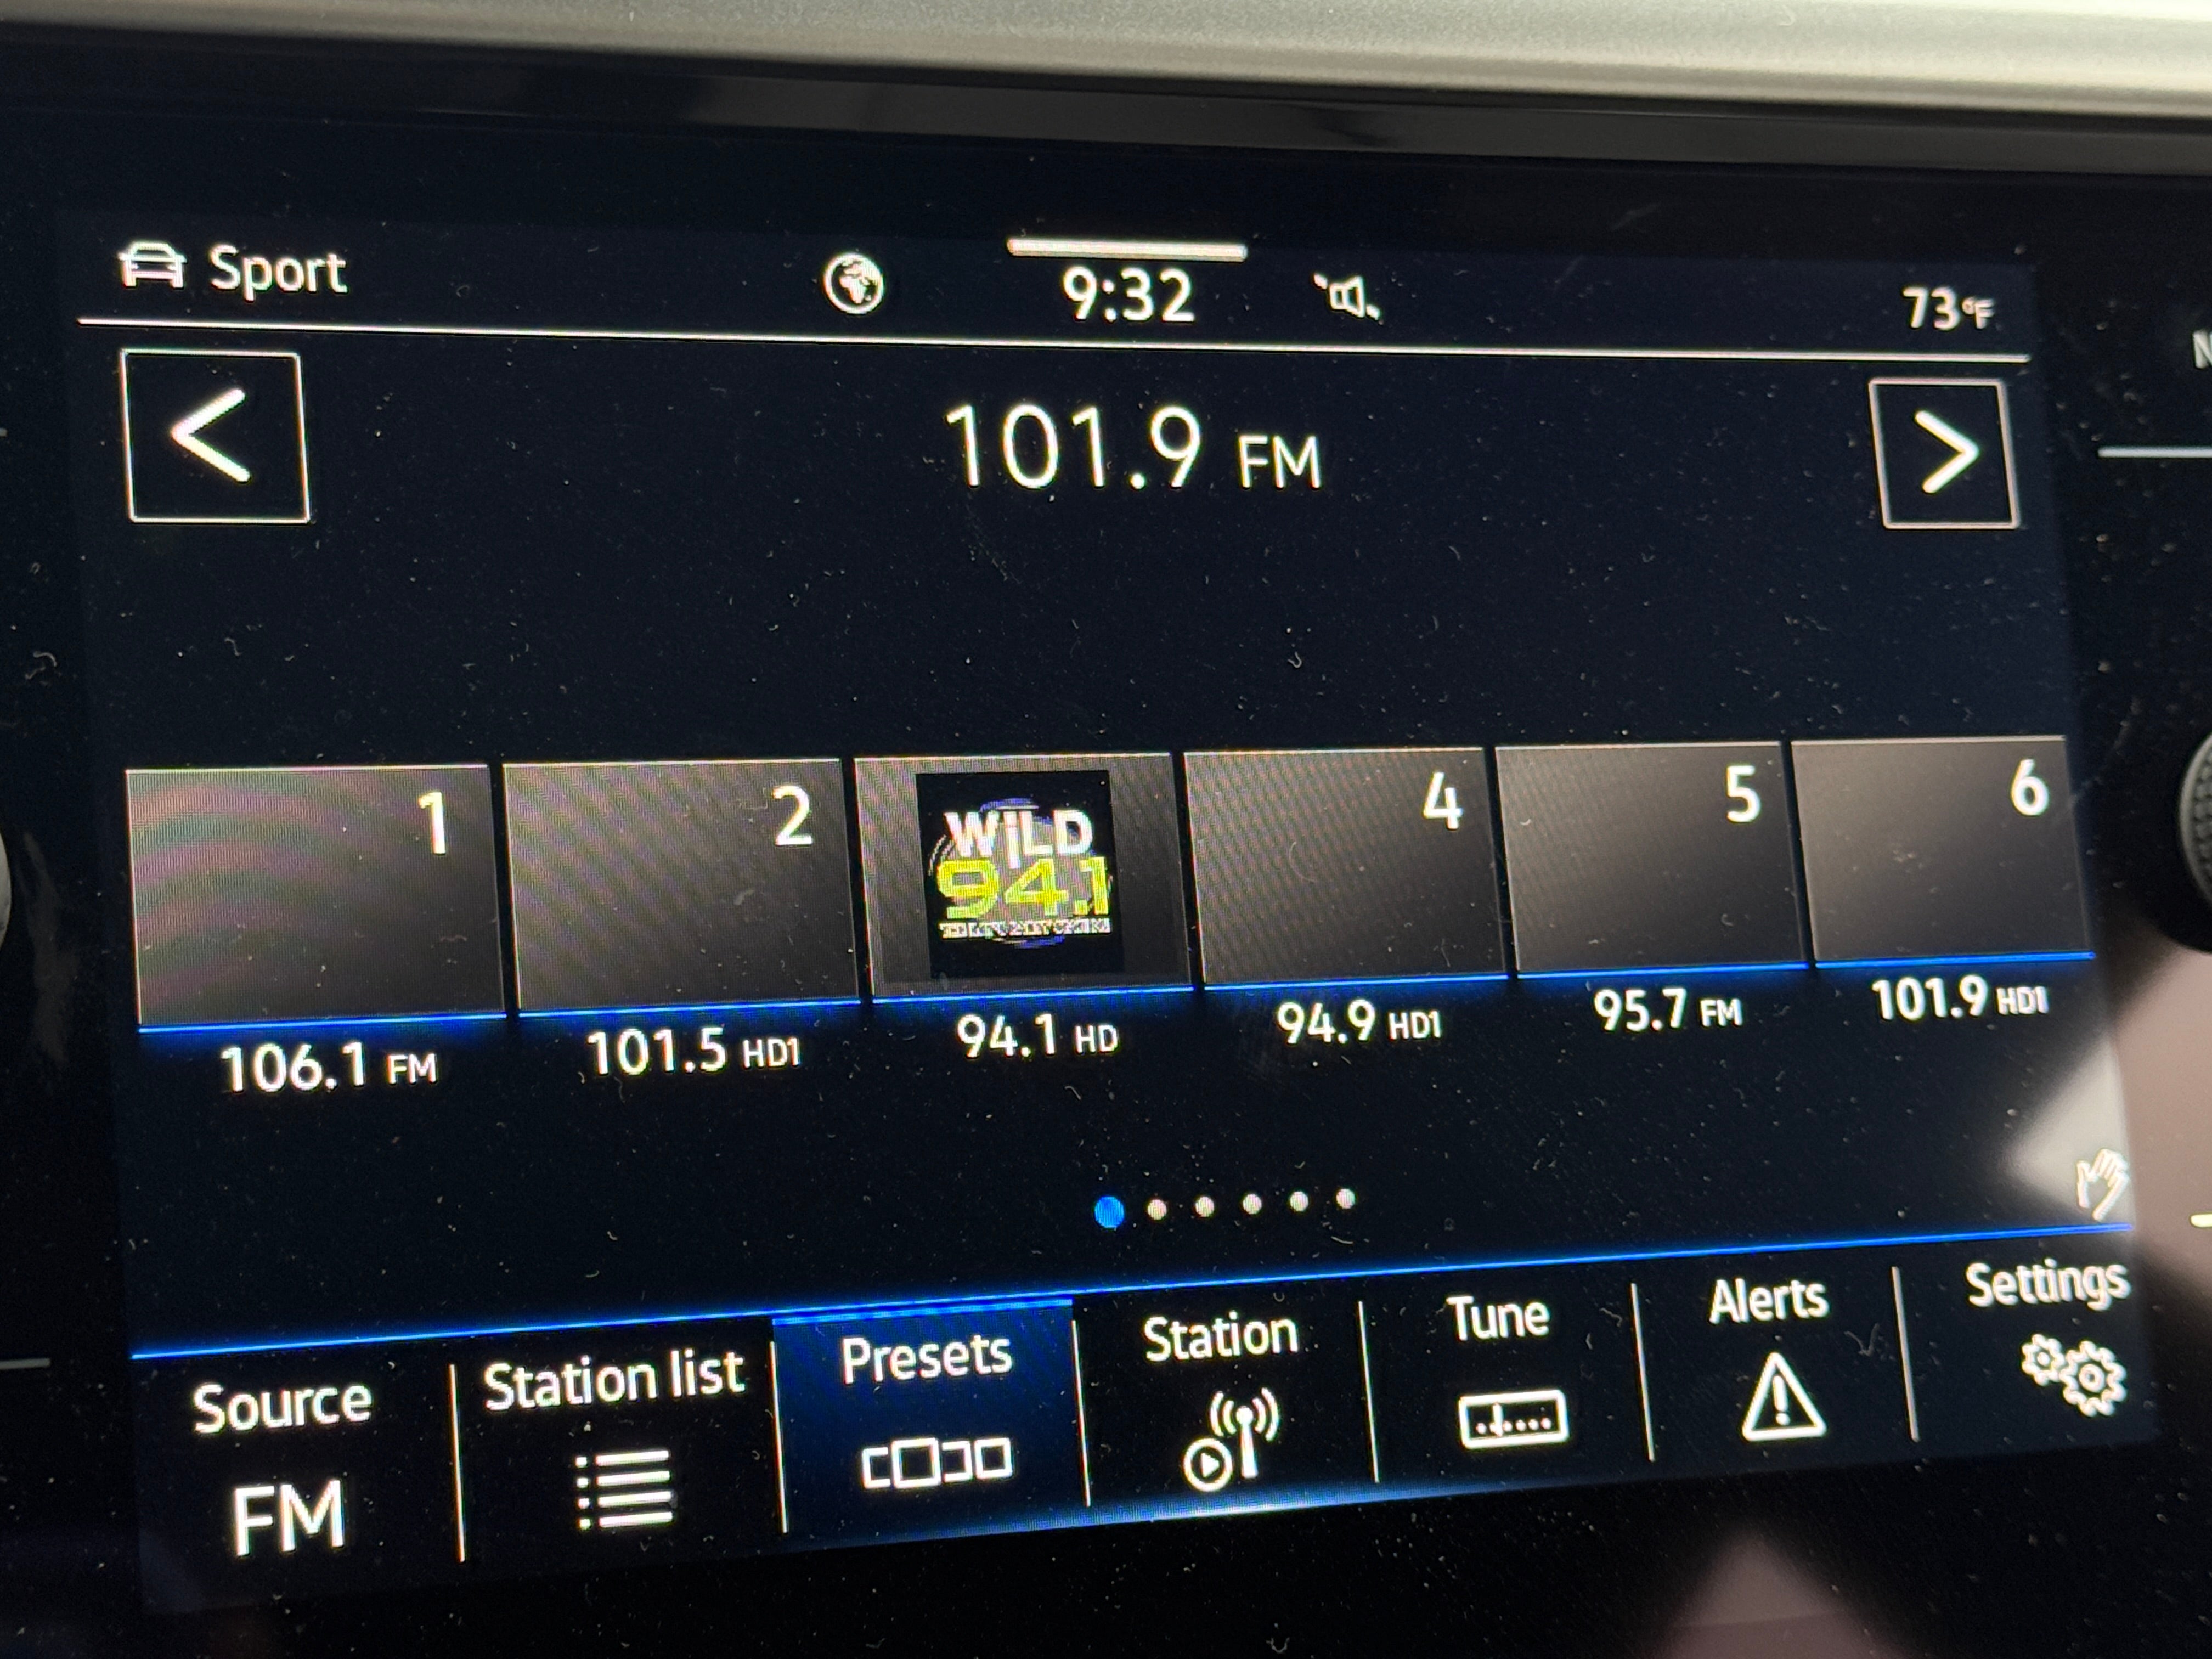 Sport
9:32
73°F
<
101.9 FM
>
1
2
WiLD
94.1
4
5
6
106.1 FM
101.5 HD1
94.1 HD
94.9 HD1
95.7 FM
101.9 HD1
Source
FM
Station list
Presets
Station
Tune
Alerts
Settings